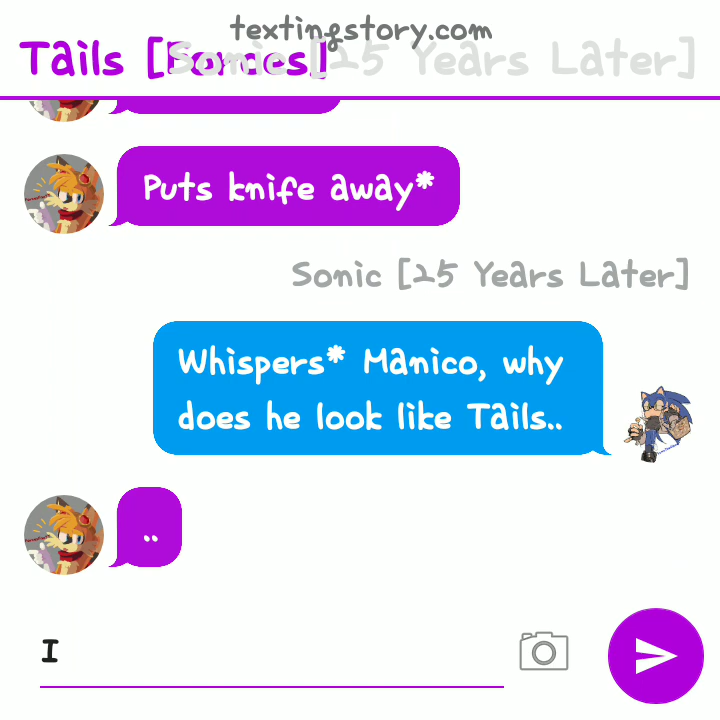 textingstory.com
Tails [Forces]
Sonic [25 Years Later]
Puts knife away*
Sonic [25 Years Later]
Whispers* Manico, why
does he look like Tails..
..
I